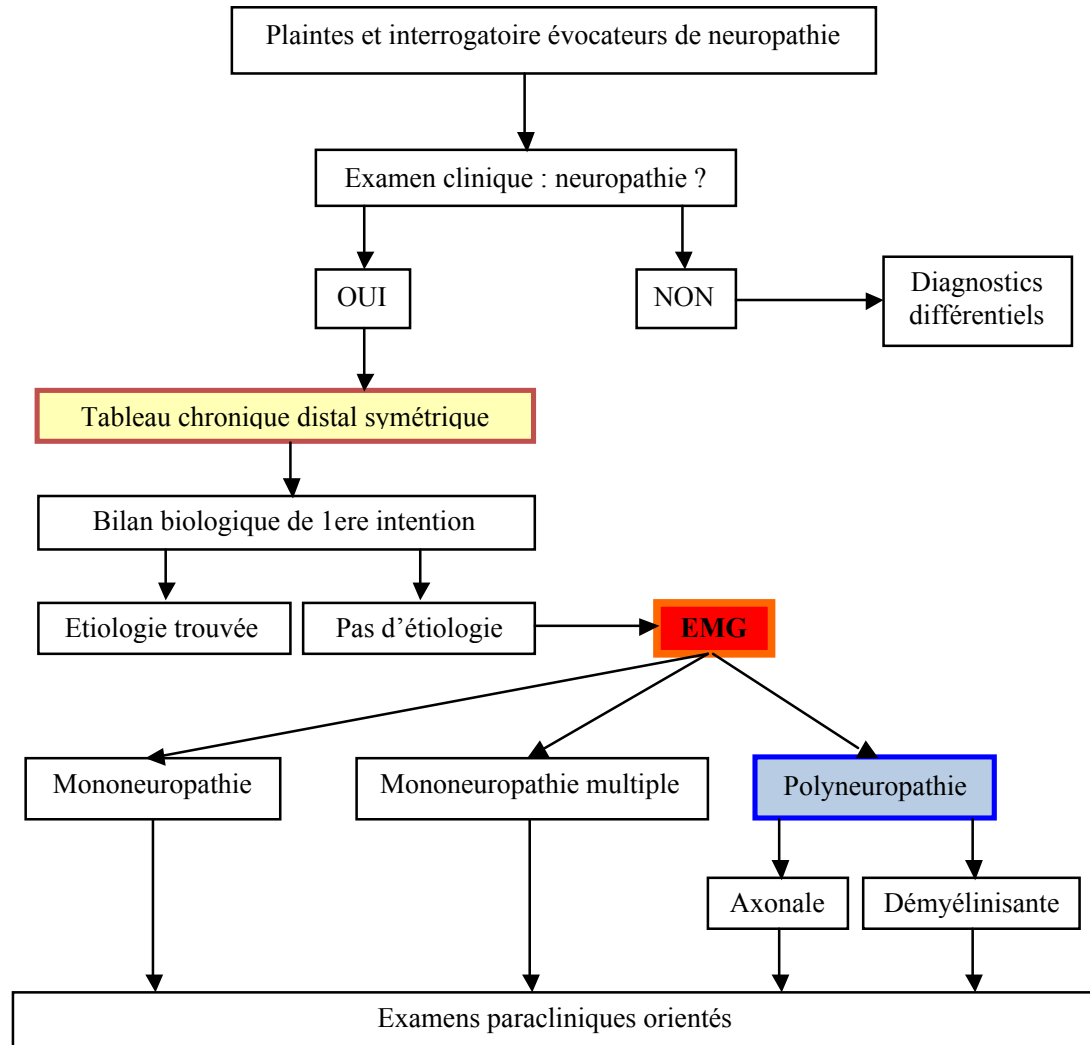 Plaintes et interrogatoire évocateurs de neuropathie
Examen clinique : neuropathie ?
OUI
NON
Diagnostics
différentiels
Tableau chronique distal symétrique
Bilan biologique de 1ere intention
Etiologie trouvée
Pas d’étiologie
EMG
Mononeuropathie
Mononeuropathie multiple
Polyneuropathie
Axonale
Démyélinisante
Examens paracliniques orientés